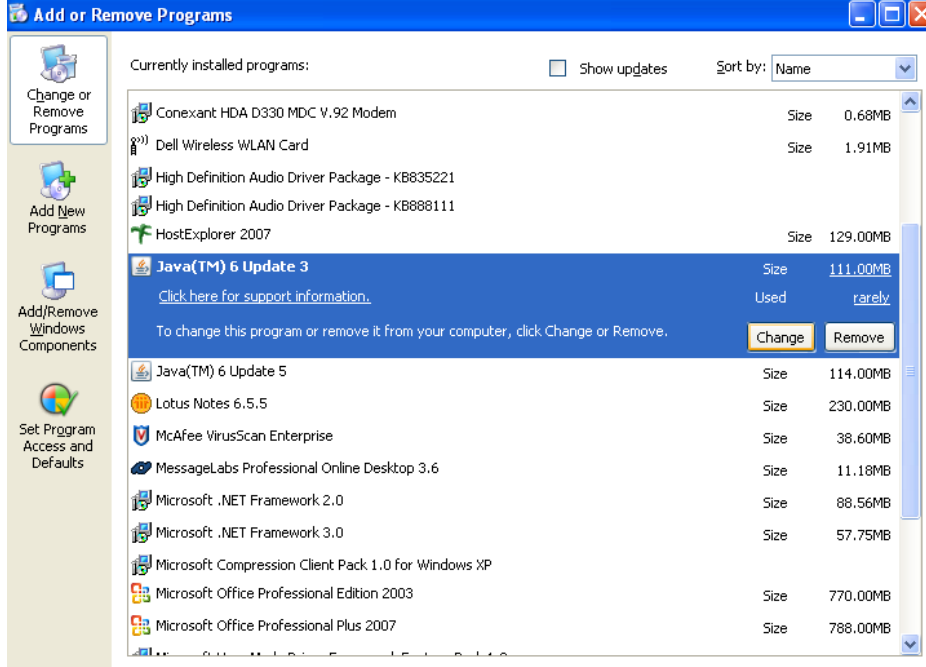 Add or Remove Programs
Change or
Remove
Programs
Add New
Programs
Add/Remove
Windows
Components
Set Program
Access and
Defaults
Currently installed programs:
Show updates
Sort by: Name
Conexant HDA D330 MDC V.92 Modem Size 0.68MB
Dell Wireless WLAN Card Size 1.91MB
High Definition Audio Driver Package - KB835221
High Definition Audio Driver Package - KB888111
HostExplorer 2007 Size 129.00MB
Java(TM) 6 Update 3 Size 111.00MB
Click here for support information. Used rarely
To change this program or remove it from your computer, click Change or Remove. Change Remove
Java(TM) 6 Update 5 Size 114.00MB
Lotus Notes 6.5.5 Size 230.00MB
McAfee VirusScan Enterprise Size 38.60MB
MessageLabs Professional Online Desktop 3.6 Size 11.18MB
Microsoft .NET Framework 2.0 Size 88.56MB
Microsoft .NET Framework 3.0 Size 57.75MB
Microsoft Compression Client Pack 1.0 for Windows XP
Microsoft Office Professional Edition 2003 Size 770.00MB
Microsoft Office Professional Plus 2007 Size 788.00MB